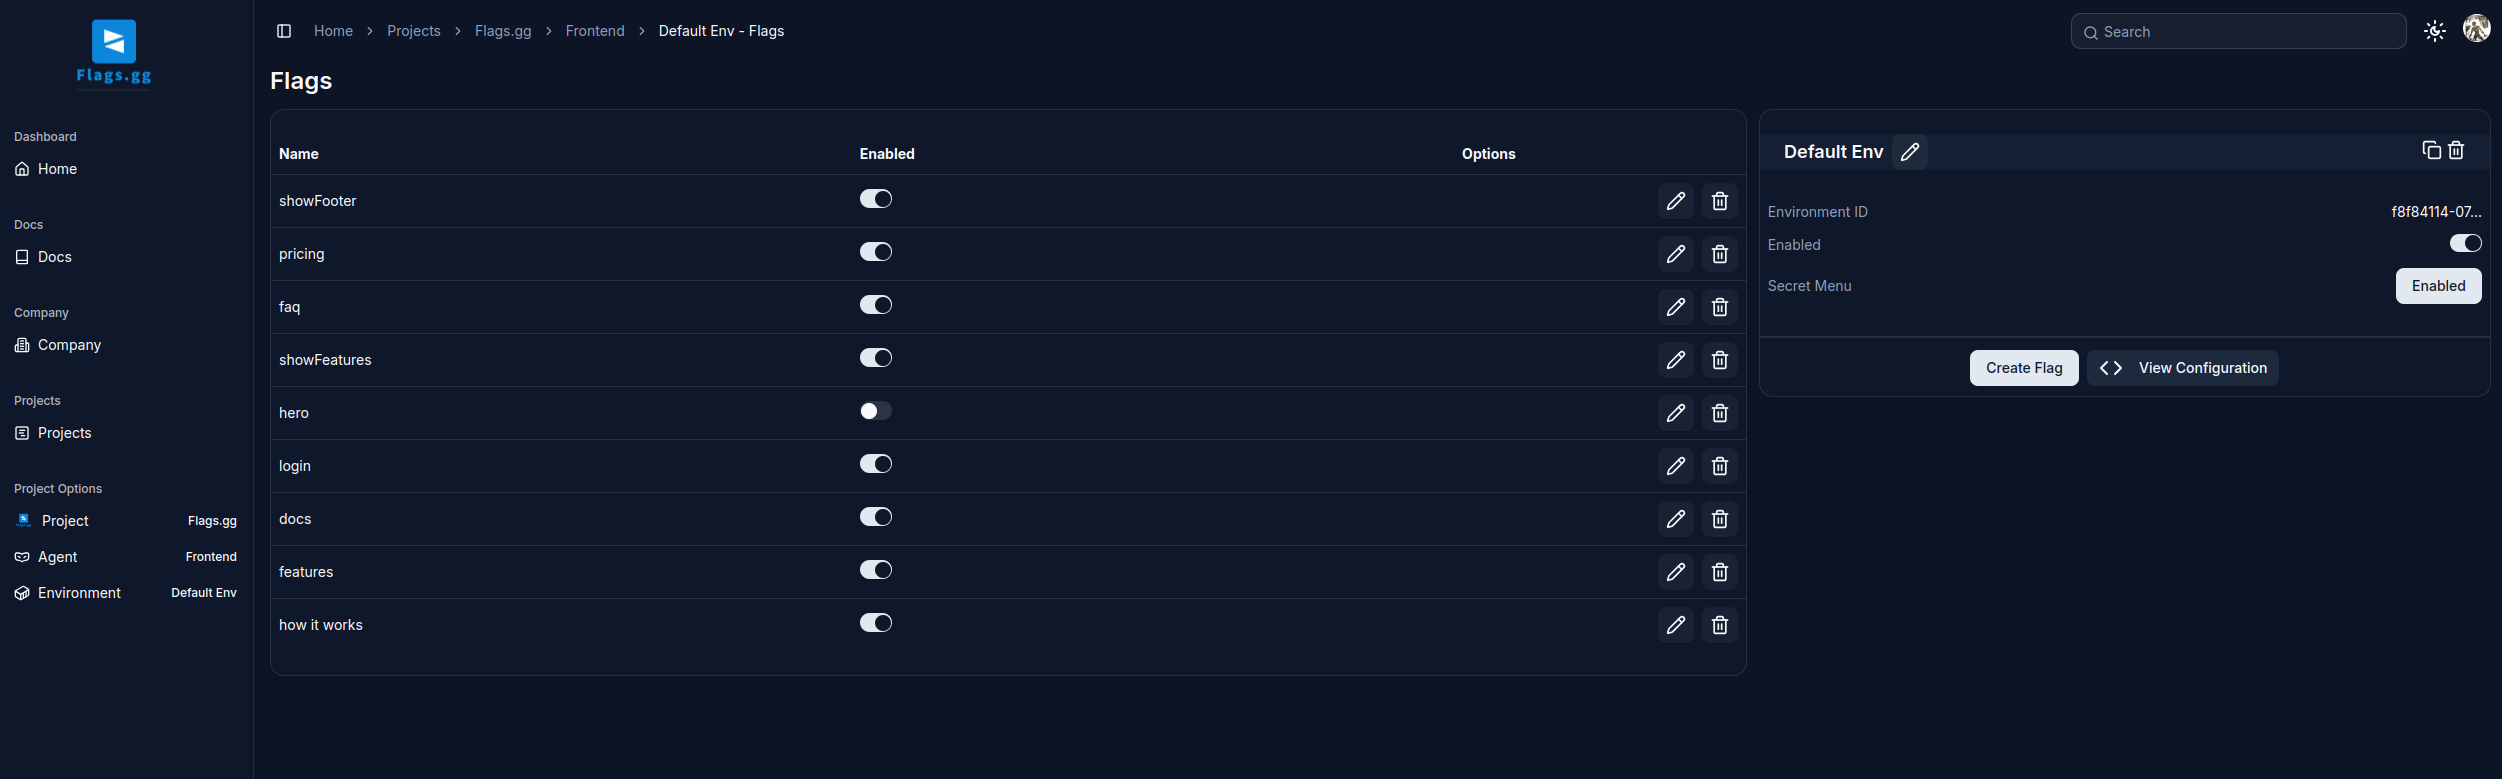 Flags.gg
Dashboard
Home
Docs
Docs
Company
Company
Projects
Projects
Project Options
Project Flags.gg
Agent Frontend
Environment Default Env
Home > Projects > Flags.gg > Frontend > Default Env - Flags
Search
Flags
Name Enabled Options
showFooter
pricing
faq
showFeatures
hero
login
docs
features
how it works
Default Env
Environment ID f8f84114-07...
Enabled
Secret Menu Enabled
Create Flag <> View Configuration